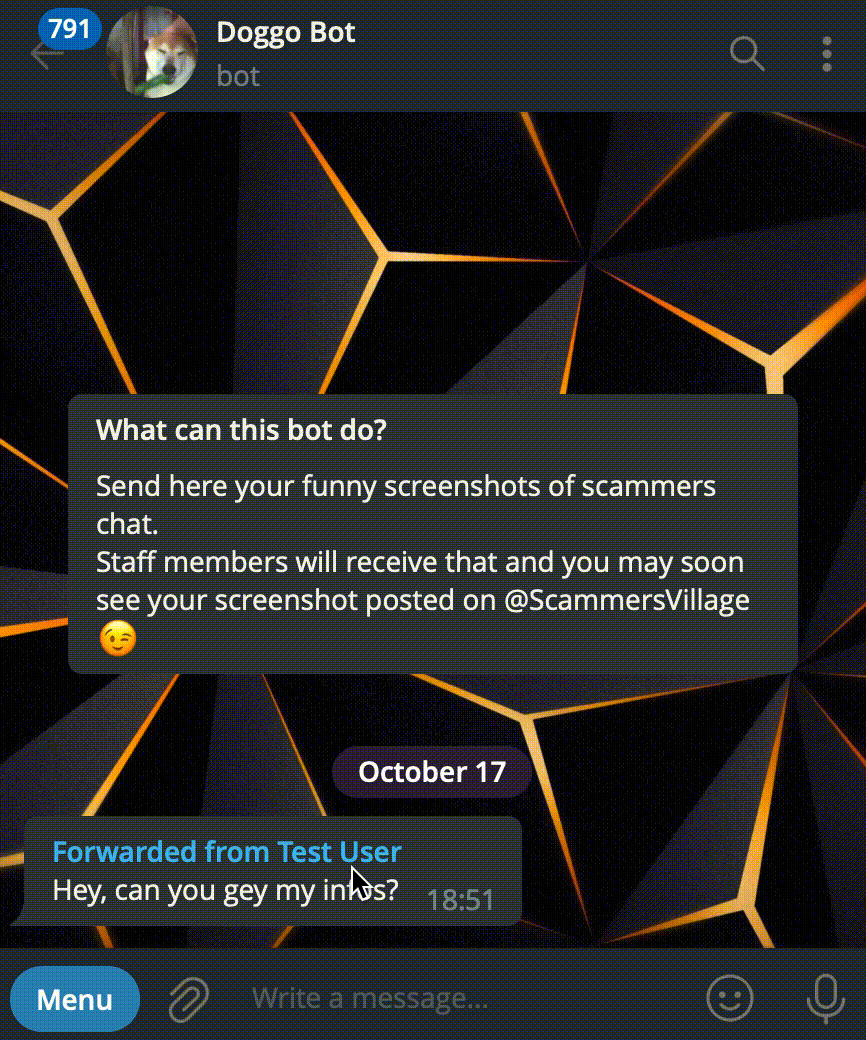 791
Doggo Bot
bot
What can this bot do?
Send here your funny screenshots of scammers
chat.
Staff members will receive that and you may soon
see your screenshot posted on @ScammersVillage
😉
October 17
Forwarded from Test User
Hey, can you gey my infos?
18:51
Menu
Write a message...